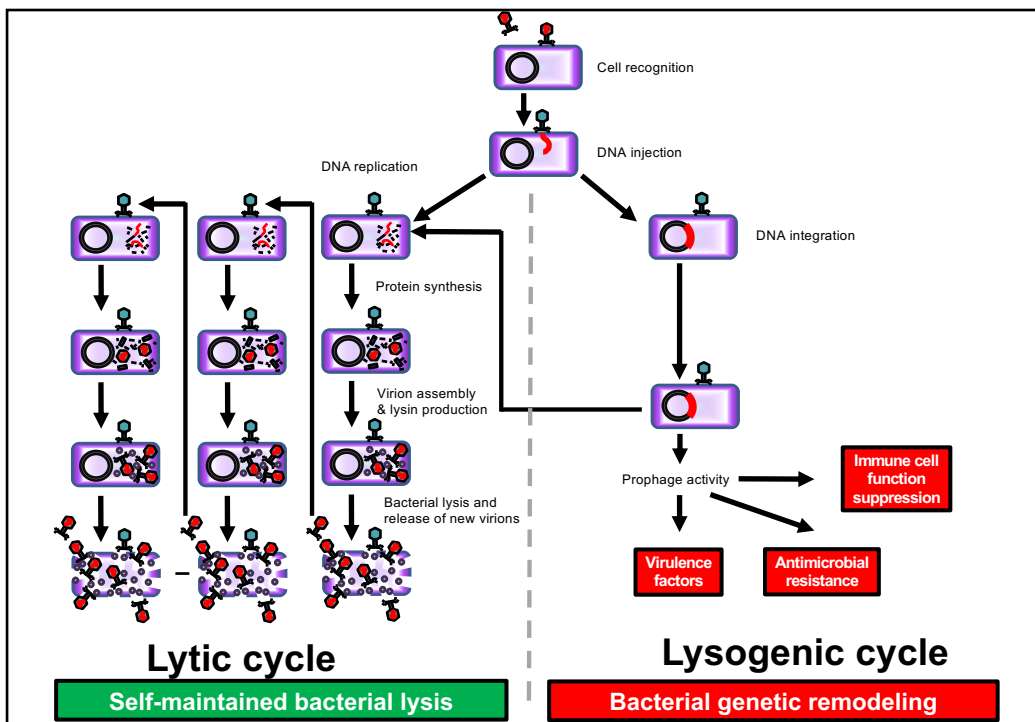 Cell recognition
DNA injection
DNA replication
DNA integration
Protein synthesis
Virion assembly
& lysin production
Bacterial lysis and
release of new virions
Prophage activity
Immune cell
function
suppression
Virulence
factors
Antimicrobial
resistance
Lytic cycle
Lysogenic cycle
Self-maintained bacterial lysis
Bacterial genetic remodeling